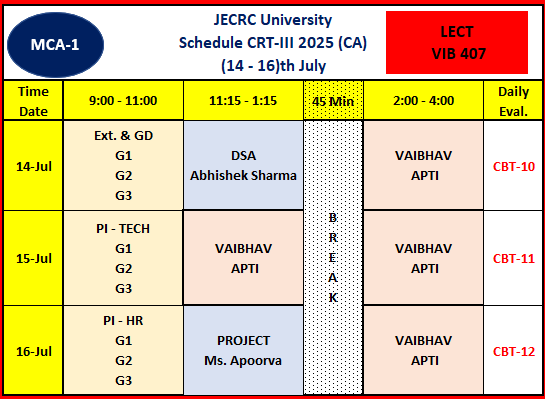 MCA-1
JECRC University
Schedule CRT-III 2025 (CA)
(14 - 16)th July
LECT
VIB 407
Time
Date
9:00 - 11:00
11:15 - 1:15
45 Min
2:00 - 4:00
Daily
Eval.
14-Jul
Ext. & GD
G1
G2
G3
DSA
Abhishek Sharma
VAIBHAV
APTI
CBT-10
15-Jul
PI - TECH
G1
G2
G3
VAIBHAV
APTI
B
R
E
A
K
VAIBHAV
APTI
CBT-11
16-Jul
PI - HR
G1
G2
G3
PROJECT
Ms. Apoorva
VAIBHAV
APTI
CBT-12